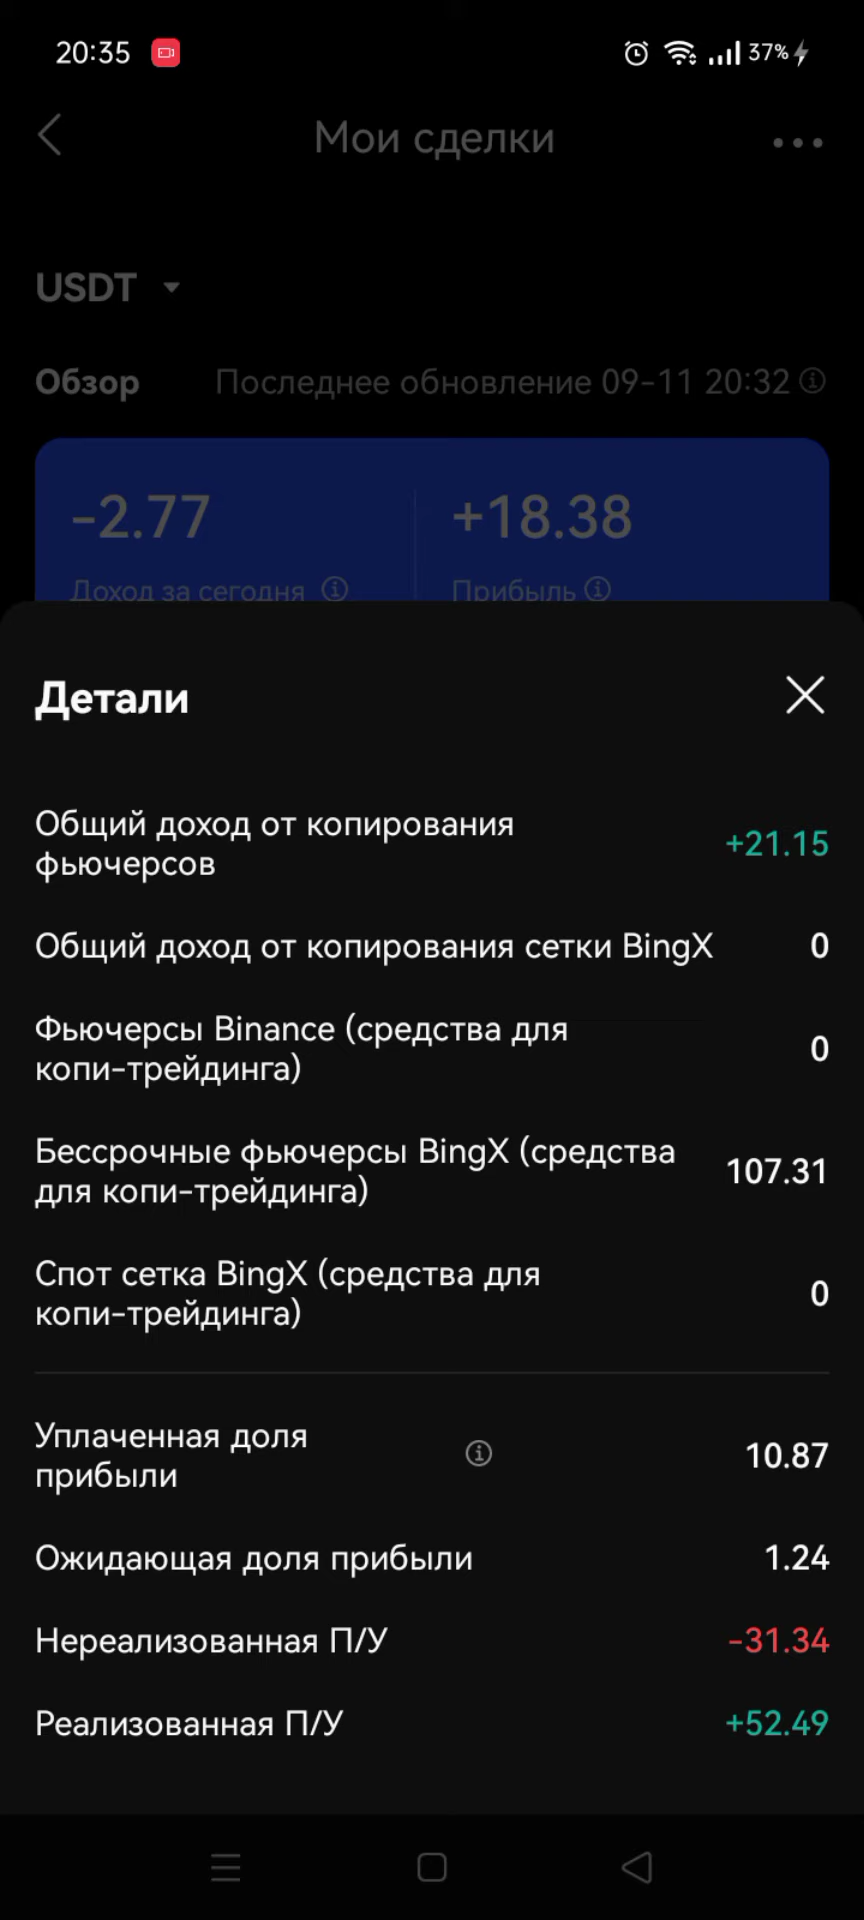 20:35
37%
Мои сделки
USDT
Обзор
Последнее обновление 09-11 20:32
-2.77
+18.38
Доход за сегодня
Прибыль
Детали
Общий доход от копирования
фьючерсов
+21.15
Общий доход от копирования сетки BingX
0
Фьючерсы Binance (средства для
копи-трейдинга)
0
Бессрочные фьючерсы BingX (средства
для копи-трейдинга)
107.31
Спот сетка BingX (средства для
копи-трейдинга)
0
Уплаченная доля
прибыли
10.87
Ожидающая доля прибыли
1.24
Нереализованная П/У
-31.34
Реализованная П/У
+52.49